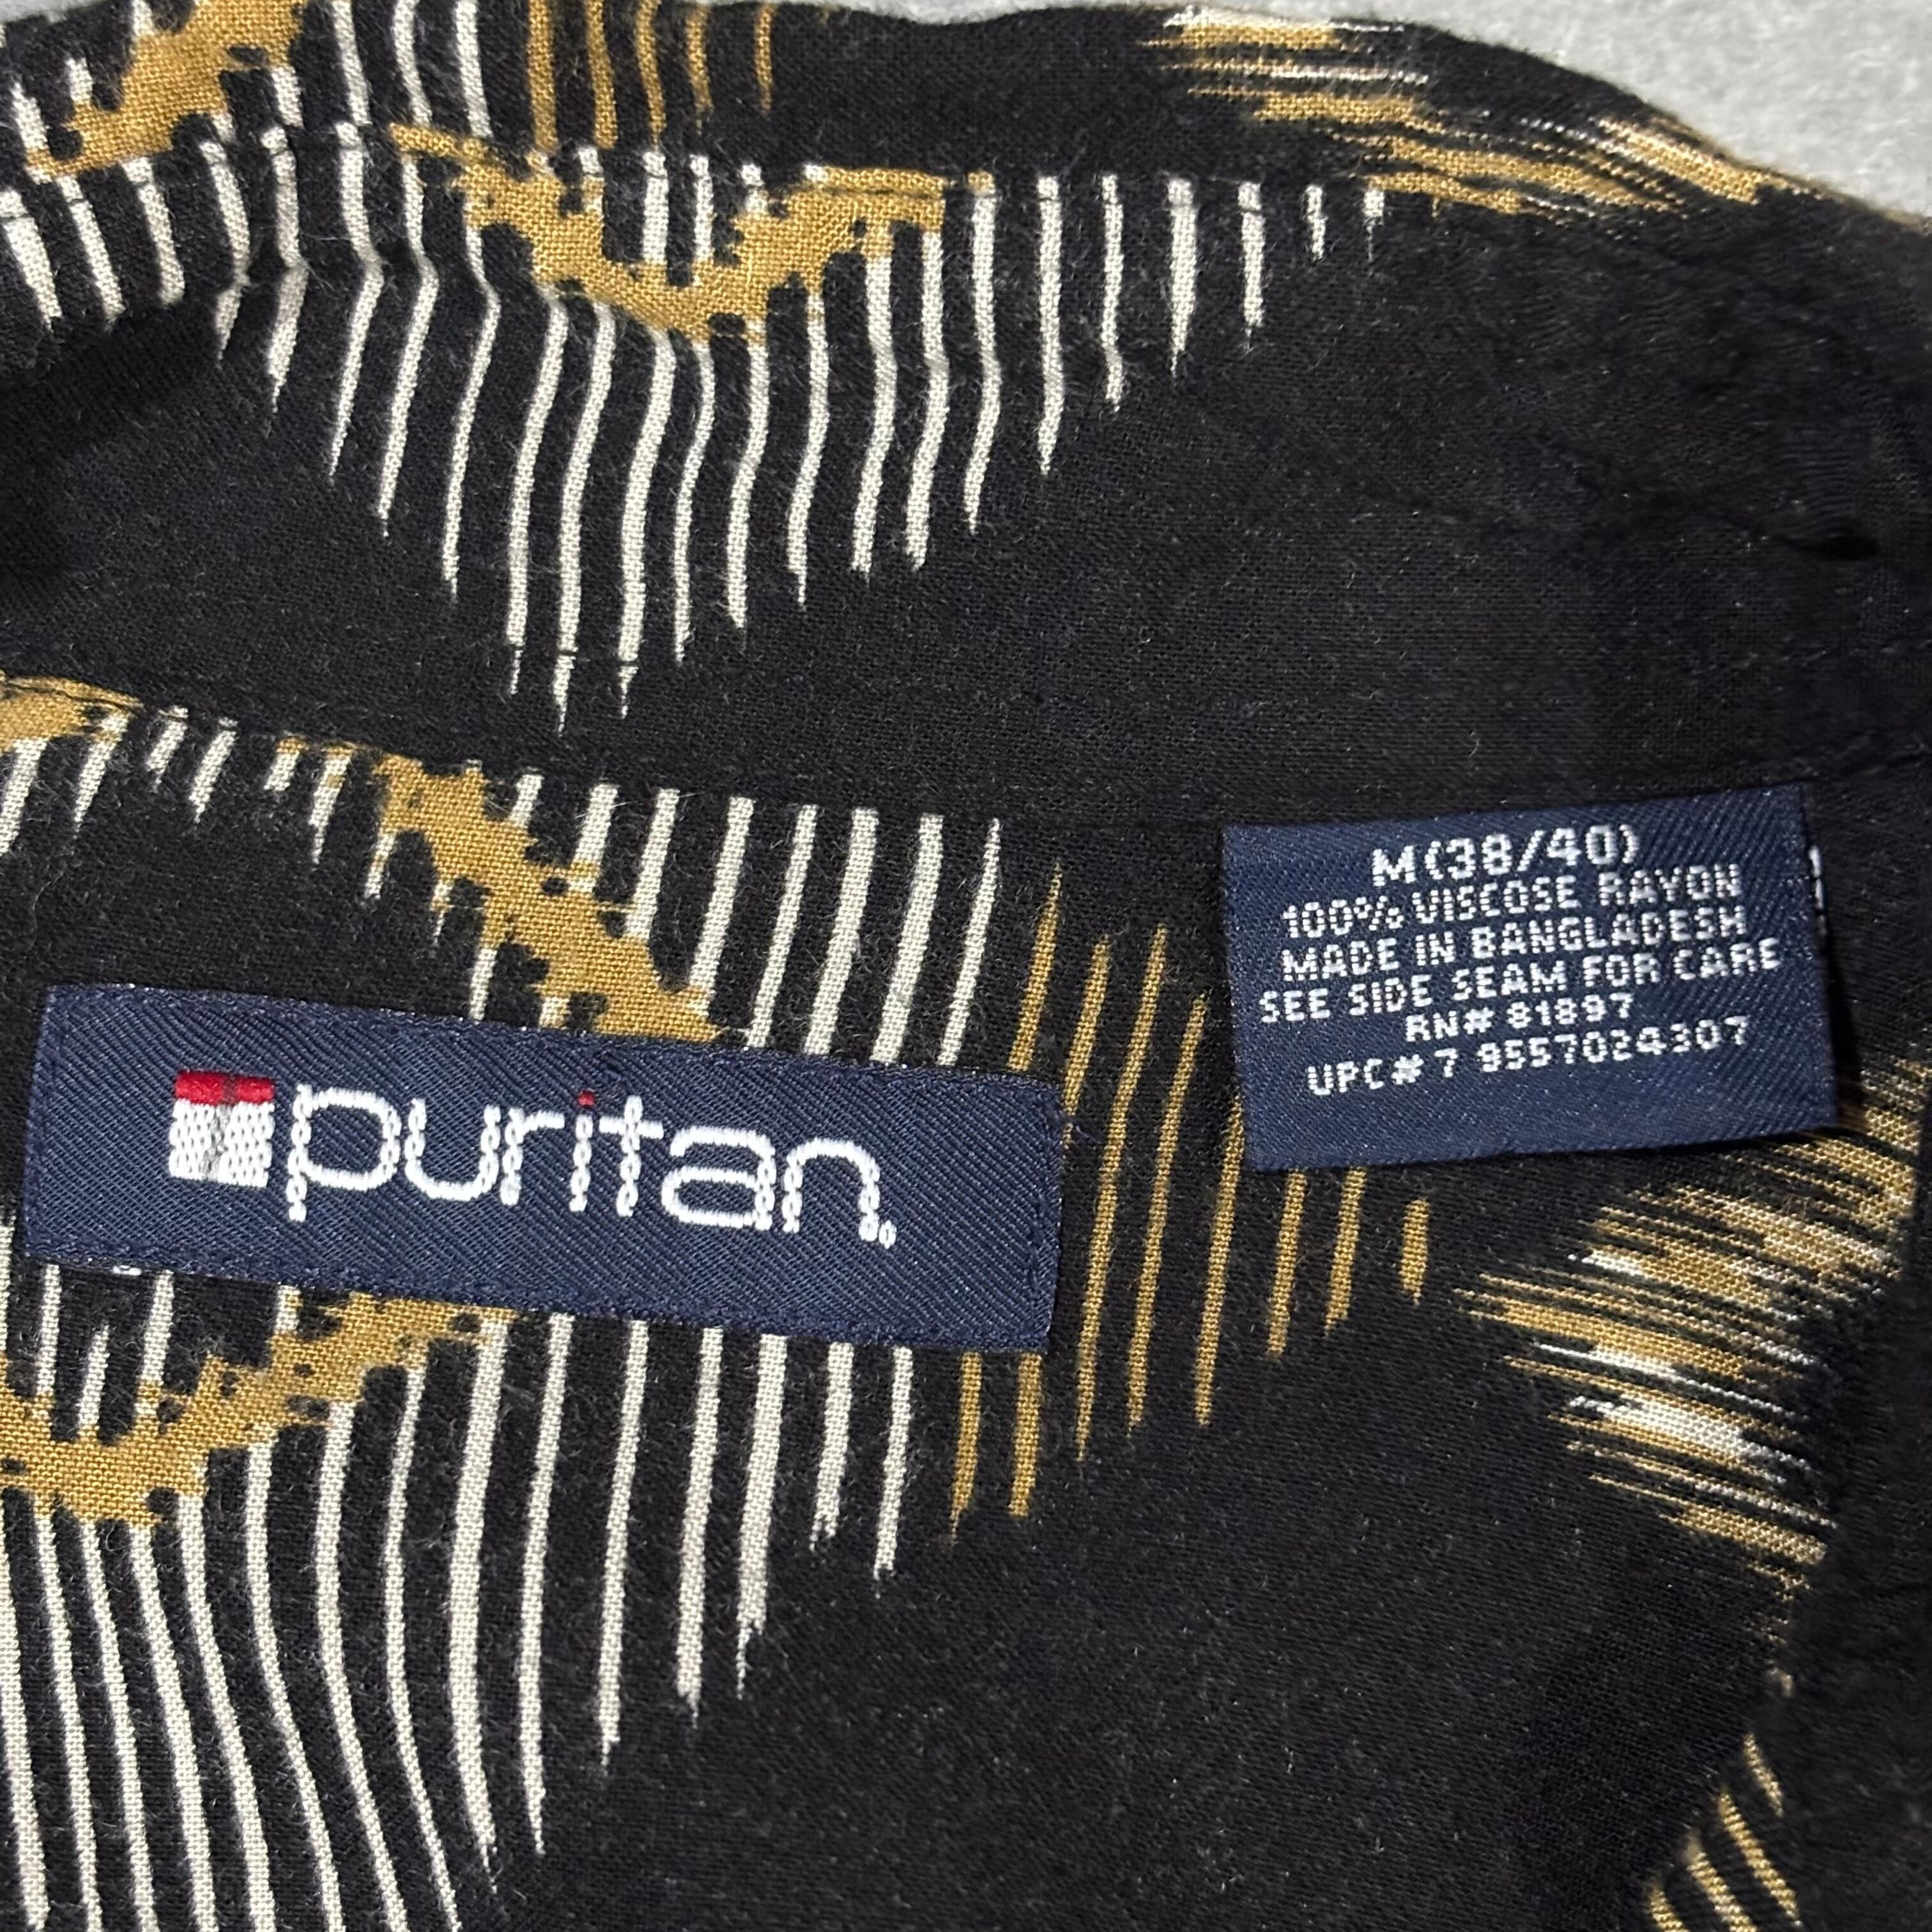 M(38/40)
100% VISCOSE RAYON
MADE IN BANGLADESH
SEE SIDE SEAM FOR CARE
RN# 81897
UPC# 7 9557024307
puritan®